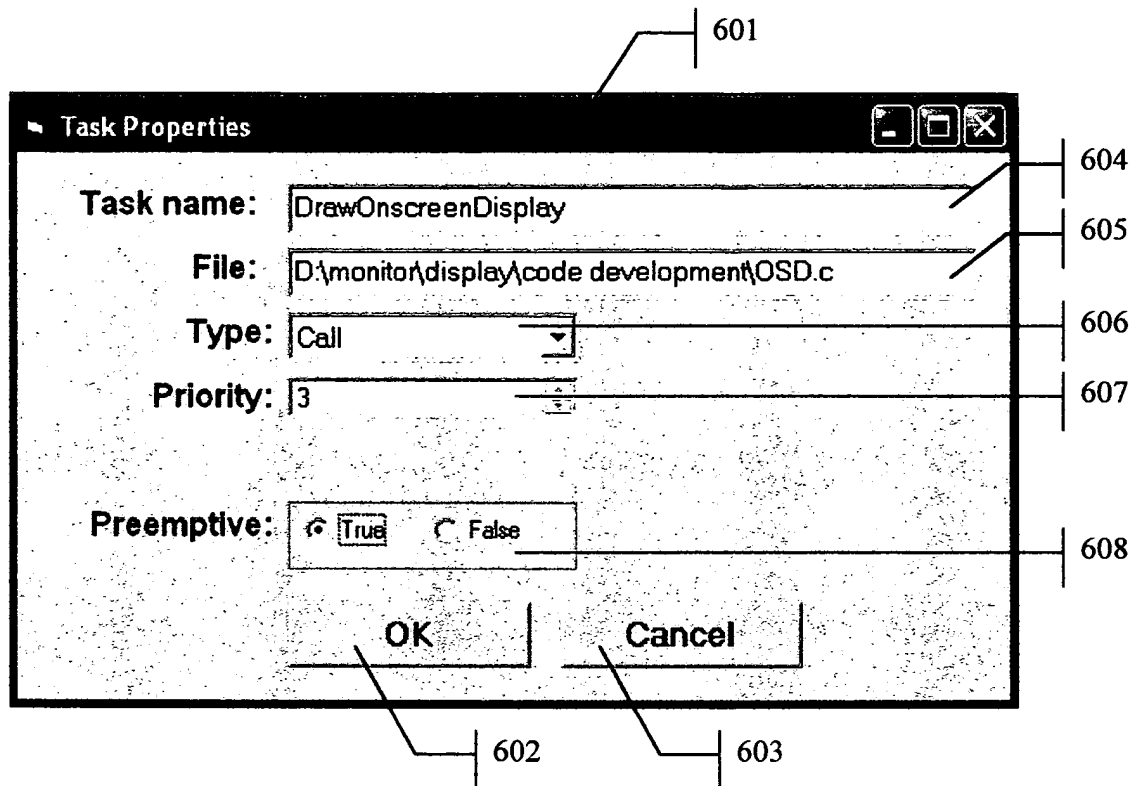 601
Task Properties
604
Task name: DrawOnscreenDisplay
605
File: D:\monitor\display\code development\OSD.c
606
Type: Call
607
Priority: 3
Preemptive: True False
608
OK Cancel
602 603